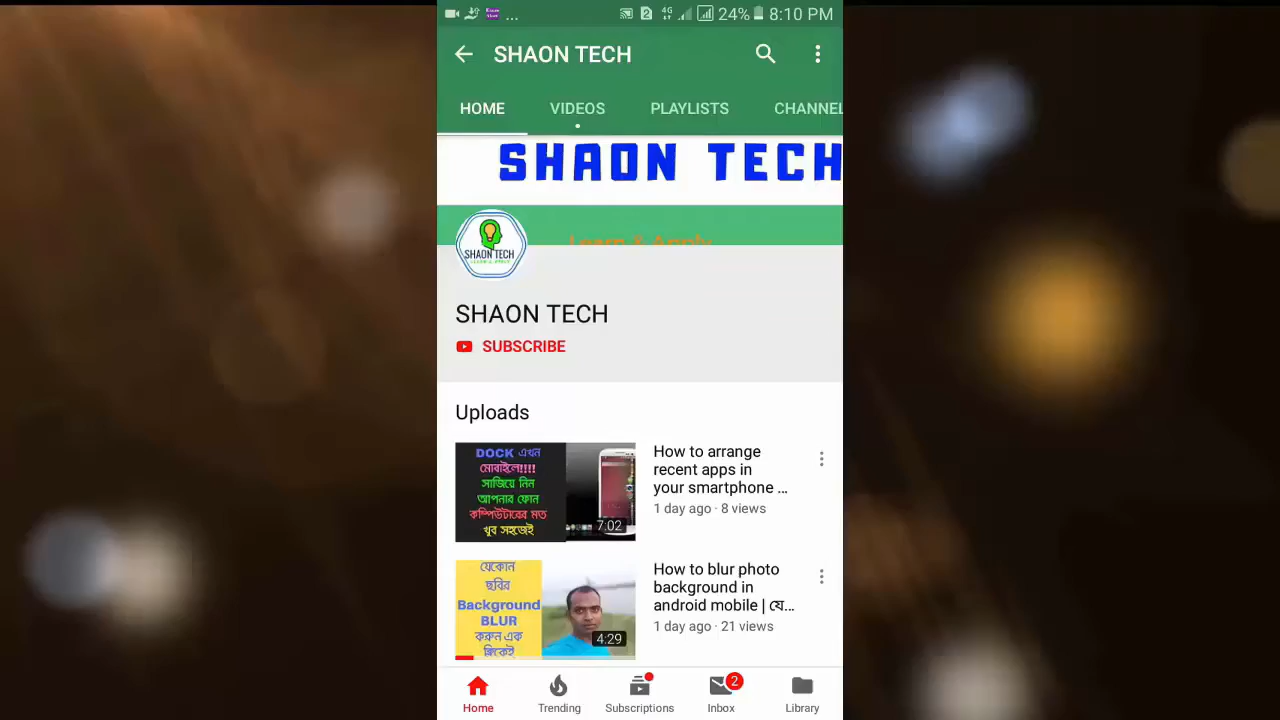 ... 4G 24% 8:10 PM
SHAON TECH
HOME VIDEOS PLAYLISTS CHANNEL
SHAON TECH
Learn & Apply
SHAON TECH
SHAON TECH
SUBSCRIBE
Uploads
DOCK এখন
মোবাইলে!!!!
সাজিয়ে নিন
আপনার ফোন
কম্পিউটারের মত
খুব সহজেই
7:02
How to arrange
recent apps in
your smartphone ...
1 day ago · 8 views
যেকোন
ছবির
Background
BLUR
করুন এক
ক্লিকেই
4:29
How to blur photo
background in
android mobile | যে...
1 day ago · 21 views
2
Home Trending Subscriptions Inbox Library